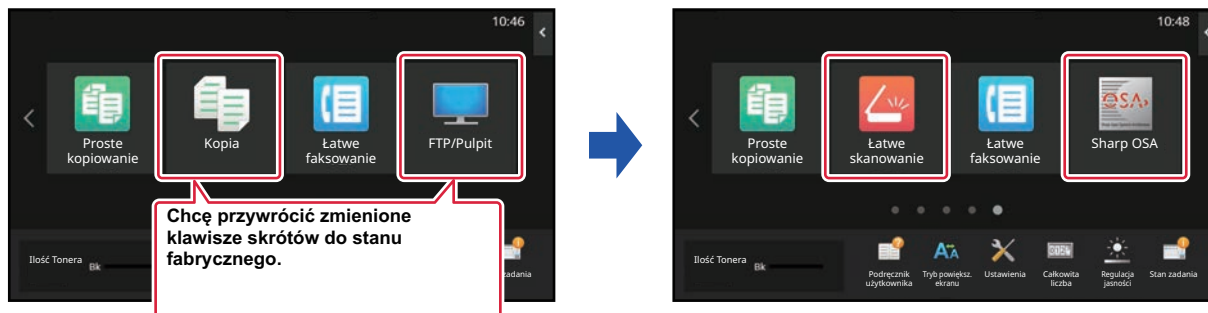 10:46
Proste
kopiowanie
Kopia
Łatwe
faksowanie
FTP/Pulpit
Chcę przywrócić zmienione
klawisze skrótów do stanu
fabrycznego.
Ilość Tonera
Bk
zadania
10:48
Proste
kopiowanie
Łatwe
skanowanie
Łatwe
faksowanie
OSA
Sharp OSA
Ilość Tonera
Bk
Podręcznik
użytkownika
Tryb powiększ.
ekranu
Ustawienia
Całkowita
liczba
Regulacja
jasności
Stan zadania